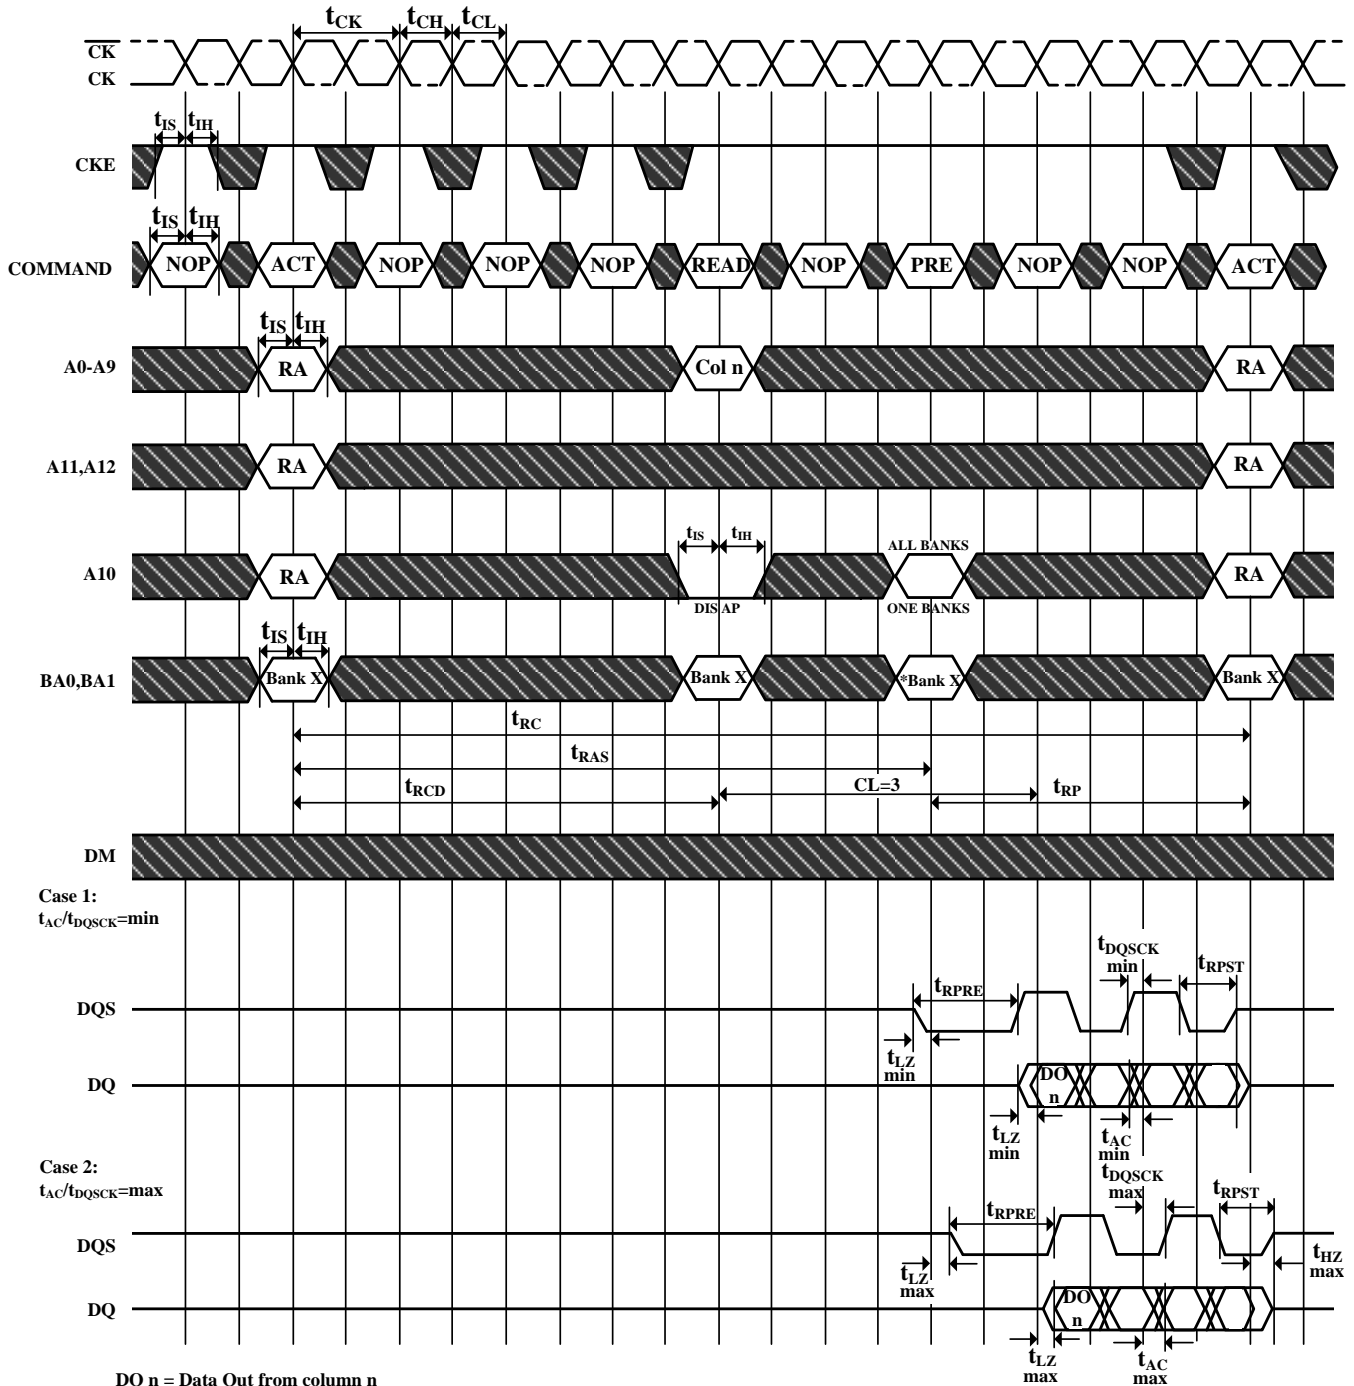 tCK tCH tCL
CK
CK
tIS tIH
CKE
tIS tIH
COMMAND NOP ACT NOP NOP NOP READ NOP PRE NOP NOP ACT
tIS tIH
A0-A9 RA Col n RA
A11,A12 RA RA
tIS tIH
ALL BANKS
A10 RA RA
DIS AP ONE BANKS
tIS tIH
BA0,BA1 Bank X Bank X *Bank X Bank X
tRC
tRAS
tRCD CL=3 tRP
DM
Case 1:
tAC/tDQSCK=min
tDQSCK
min
tRPRE tRPST
DQS
tLZ
min
DQ DO
n
tLZ
min
tAC
min
Case 2:
tAC/tDQSCK=max
tDQSCK
max
tRPRE tRPST
DQS
tLZ
max
tHZ
max
DQ DO
n
tLZ
max
tAC
max
DO n = Data Out from column n